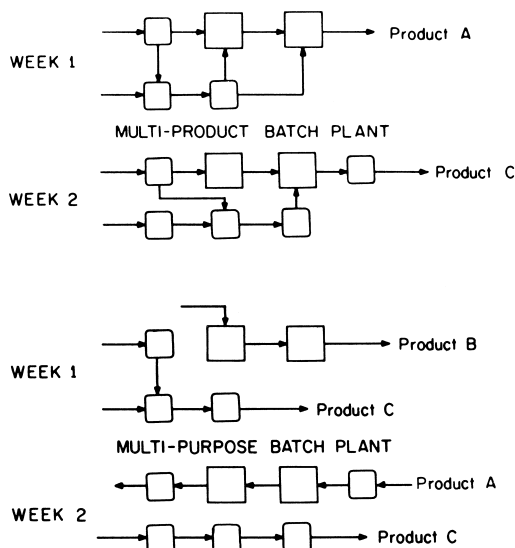 Product A
WEEK 1
MULTI-PRODUCT BATCH PLANT
Product C
WEEK 2
Product B
WEEK 1
Product C
MULTI-PURPOSE BATCH PLANT
Product A
WEEK 2
Product C